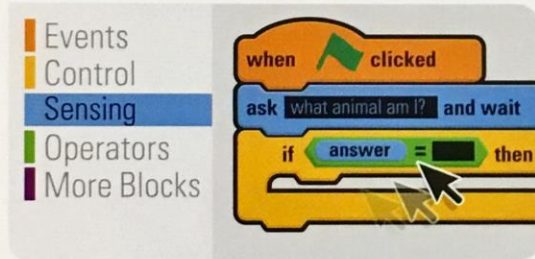 Events
Control
Sensing
Operators
More Blocks
when clicked
ask what animal am I? and wait
if answer = then